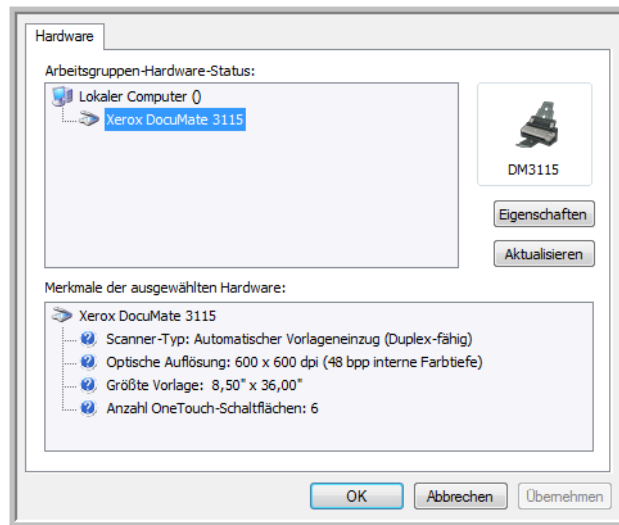 Hardware
Arbeitsgruppen-Hardware-Status:
Lokaler Computer ()
Xerox DocuMate 3115
DM3115
Eigenschaften
Aktualisieren
Merkmale der ausgewählten Hardware:
Xerox DocuMate 3115
Scanner-Typ: Automatischer Vorlageneinzug (Duplex-fähig)
Optische Auflösung: 600 x 600 dpi (48 bpp interne Farbtiefe)
Größte Vorlage: 8,50" x 36,00"
Anzahl OneTouch-Schaltflächen: 6
OK
Abbrechen
Übernehmen